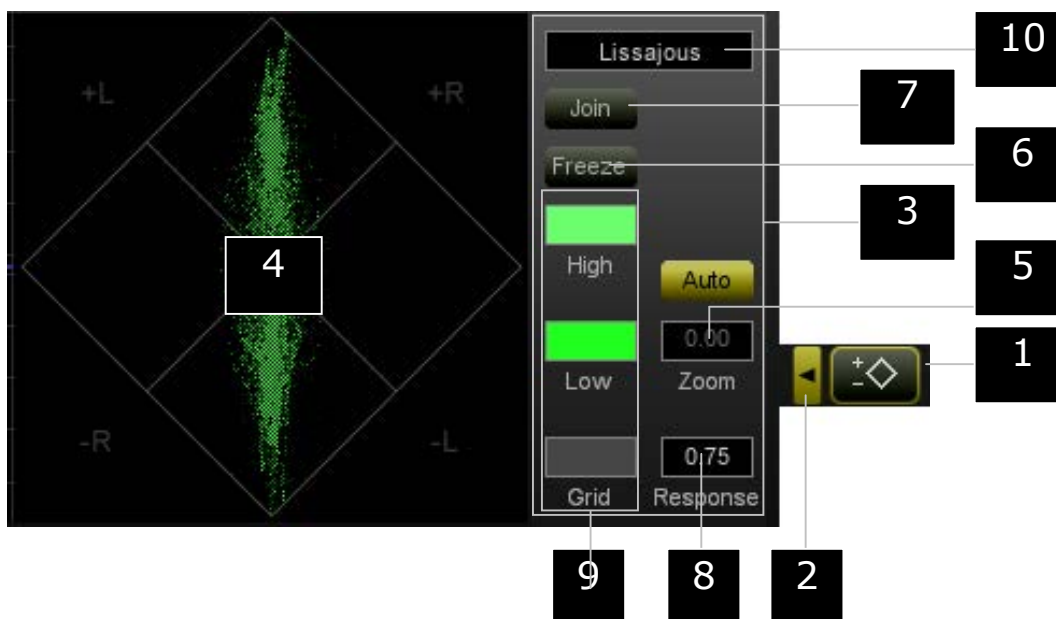 Lissajous
10
+L
+R
Join
7
Freeze
6
3
4
High
Auto
5
0.00
1
Low
Zoom
+
-
-R
-L
0.75
Grid
Response
9
8
2